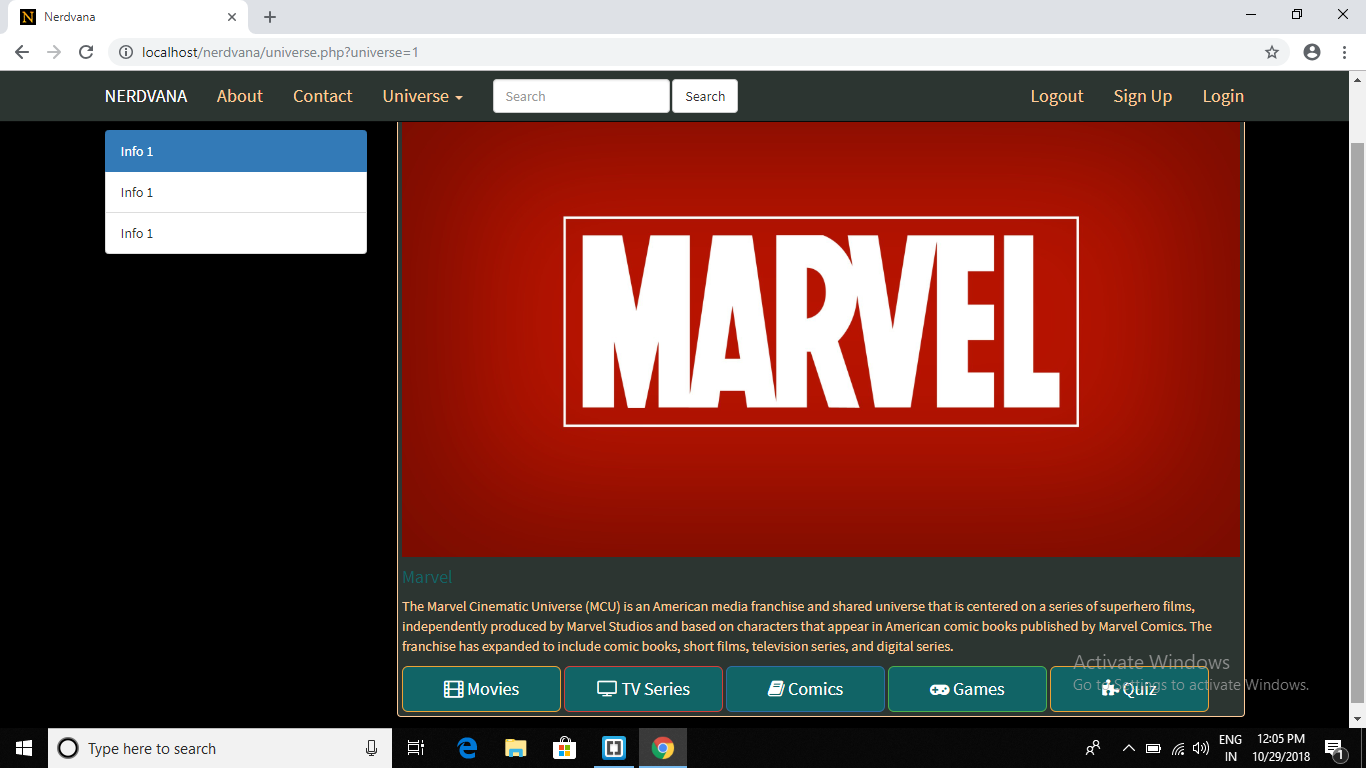 Nerdvana
localhost/nerdvana/universe.php?universe=1
NERDVANA About Contact Universe Search Search Logout Sign Up Login
Info 1
Info 1
Info 1
MARVEL
Marvel
The Marvel Cinematic Universe (MCU) is an American media franchise and shared universe that is centered on a series of superhero films,
independently produced by Marvel Studios and based on characters that appear in American comic books published by Marvel Comics. The
franchise has expanded to include comic books, short films, television series, and digital series.
Movies TV Series Comics Games Quiz
Activate Windows
Go to Settings to activate Windows.
Type here to search
ENG
IN
12:05 PM
10/29/2018
1